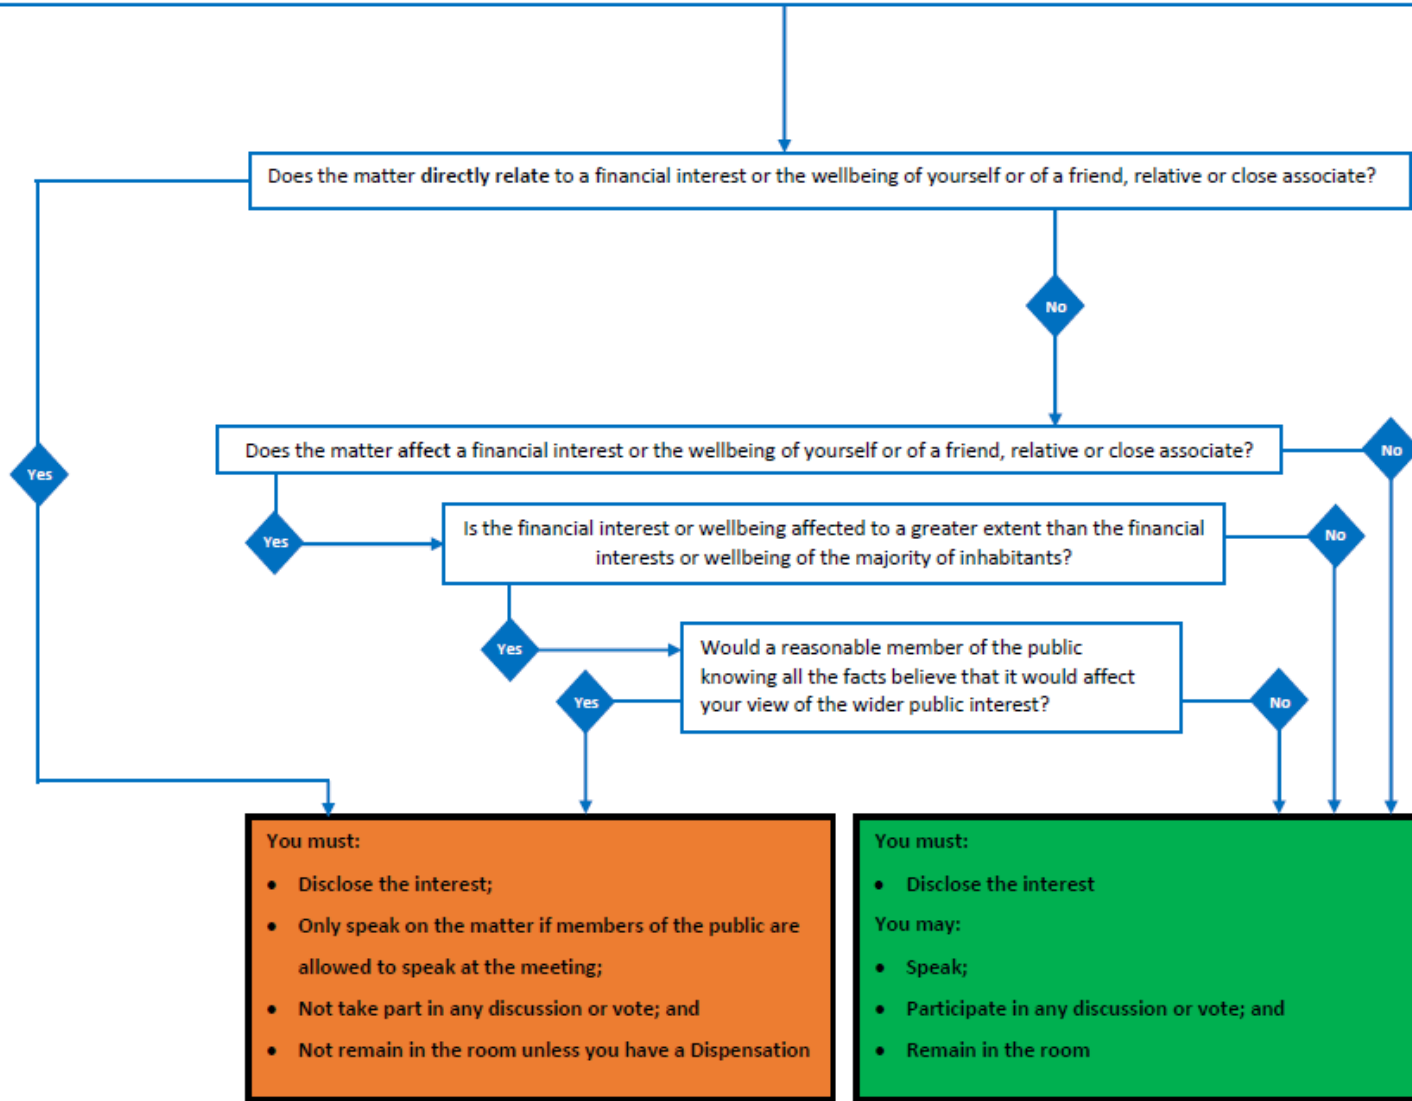 Does the matter directly relate to a financial interest or the wellbeing of yourself or of a friend, relative or close associate?
No
Does the matter affect a financial interest or the wellbeing of yourself or of a friend, relative or close associate?
No
Yes
Yes
Is the financial interest or wellbeing affected to a greater extent than the financial
interests or wellbeing of the majority of inhabitants?
No
Yes
Would a reasonable member of the public
knowing all the facts believe that it would affect
your view of the wider public interest?
Yes
No
You must:
• Disclose the interest;
• Only speak on the matter if members of the public are
allowed to speak at the meeting;
• Not take part in any discussion or vote; and
• Not remain in the room unless you have a Dispensation
You must:
• Disclose the interest
You may:
• Speak;
• Participate in any discussion or vote; and
• Remain in the room